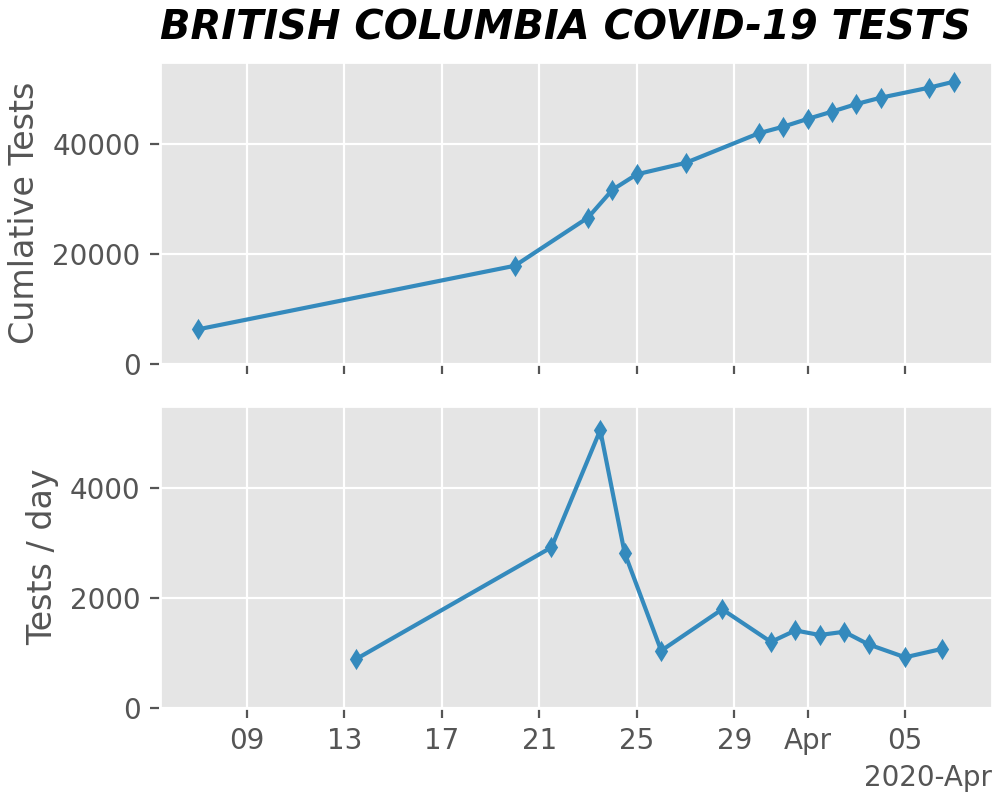 BRITISH COLUMBIA COVID-19 TESTS
Cumlative Tests
40000
20000
0
Tests / day
4000
2000
0
09 13 17 21 25 29 Apr 05
2020-Apr